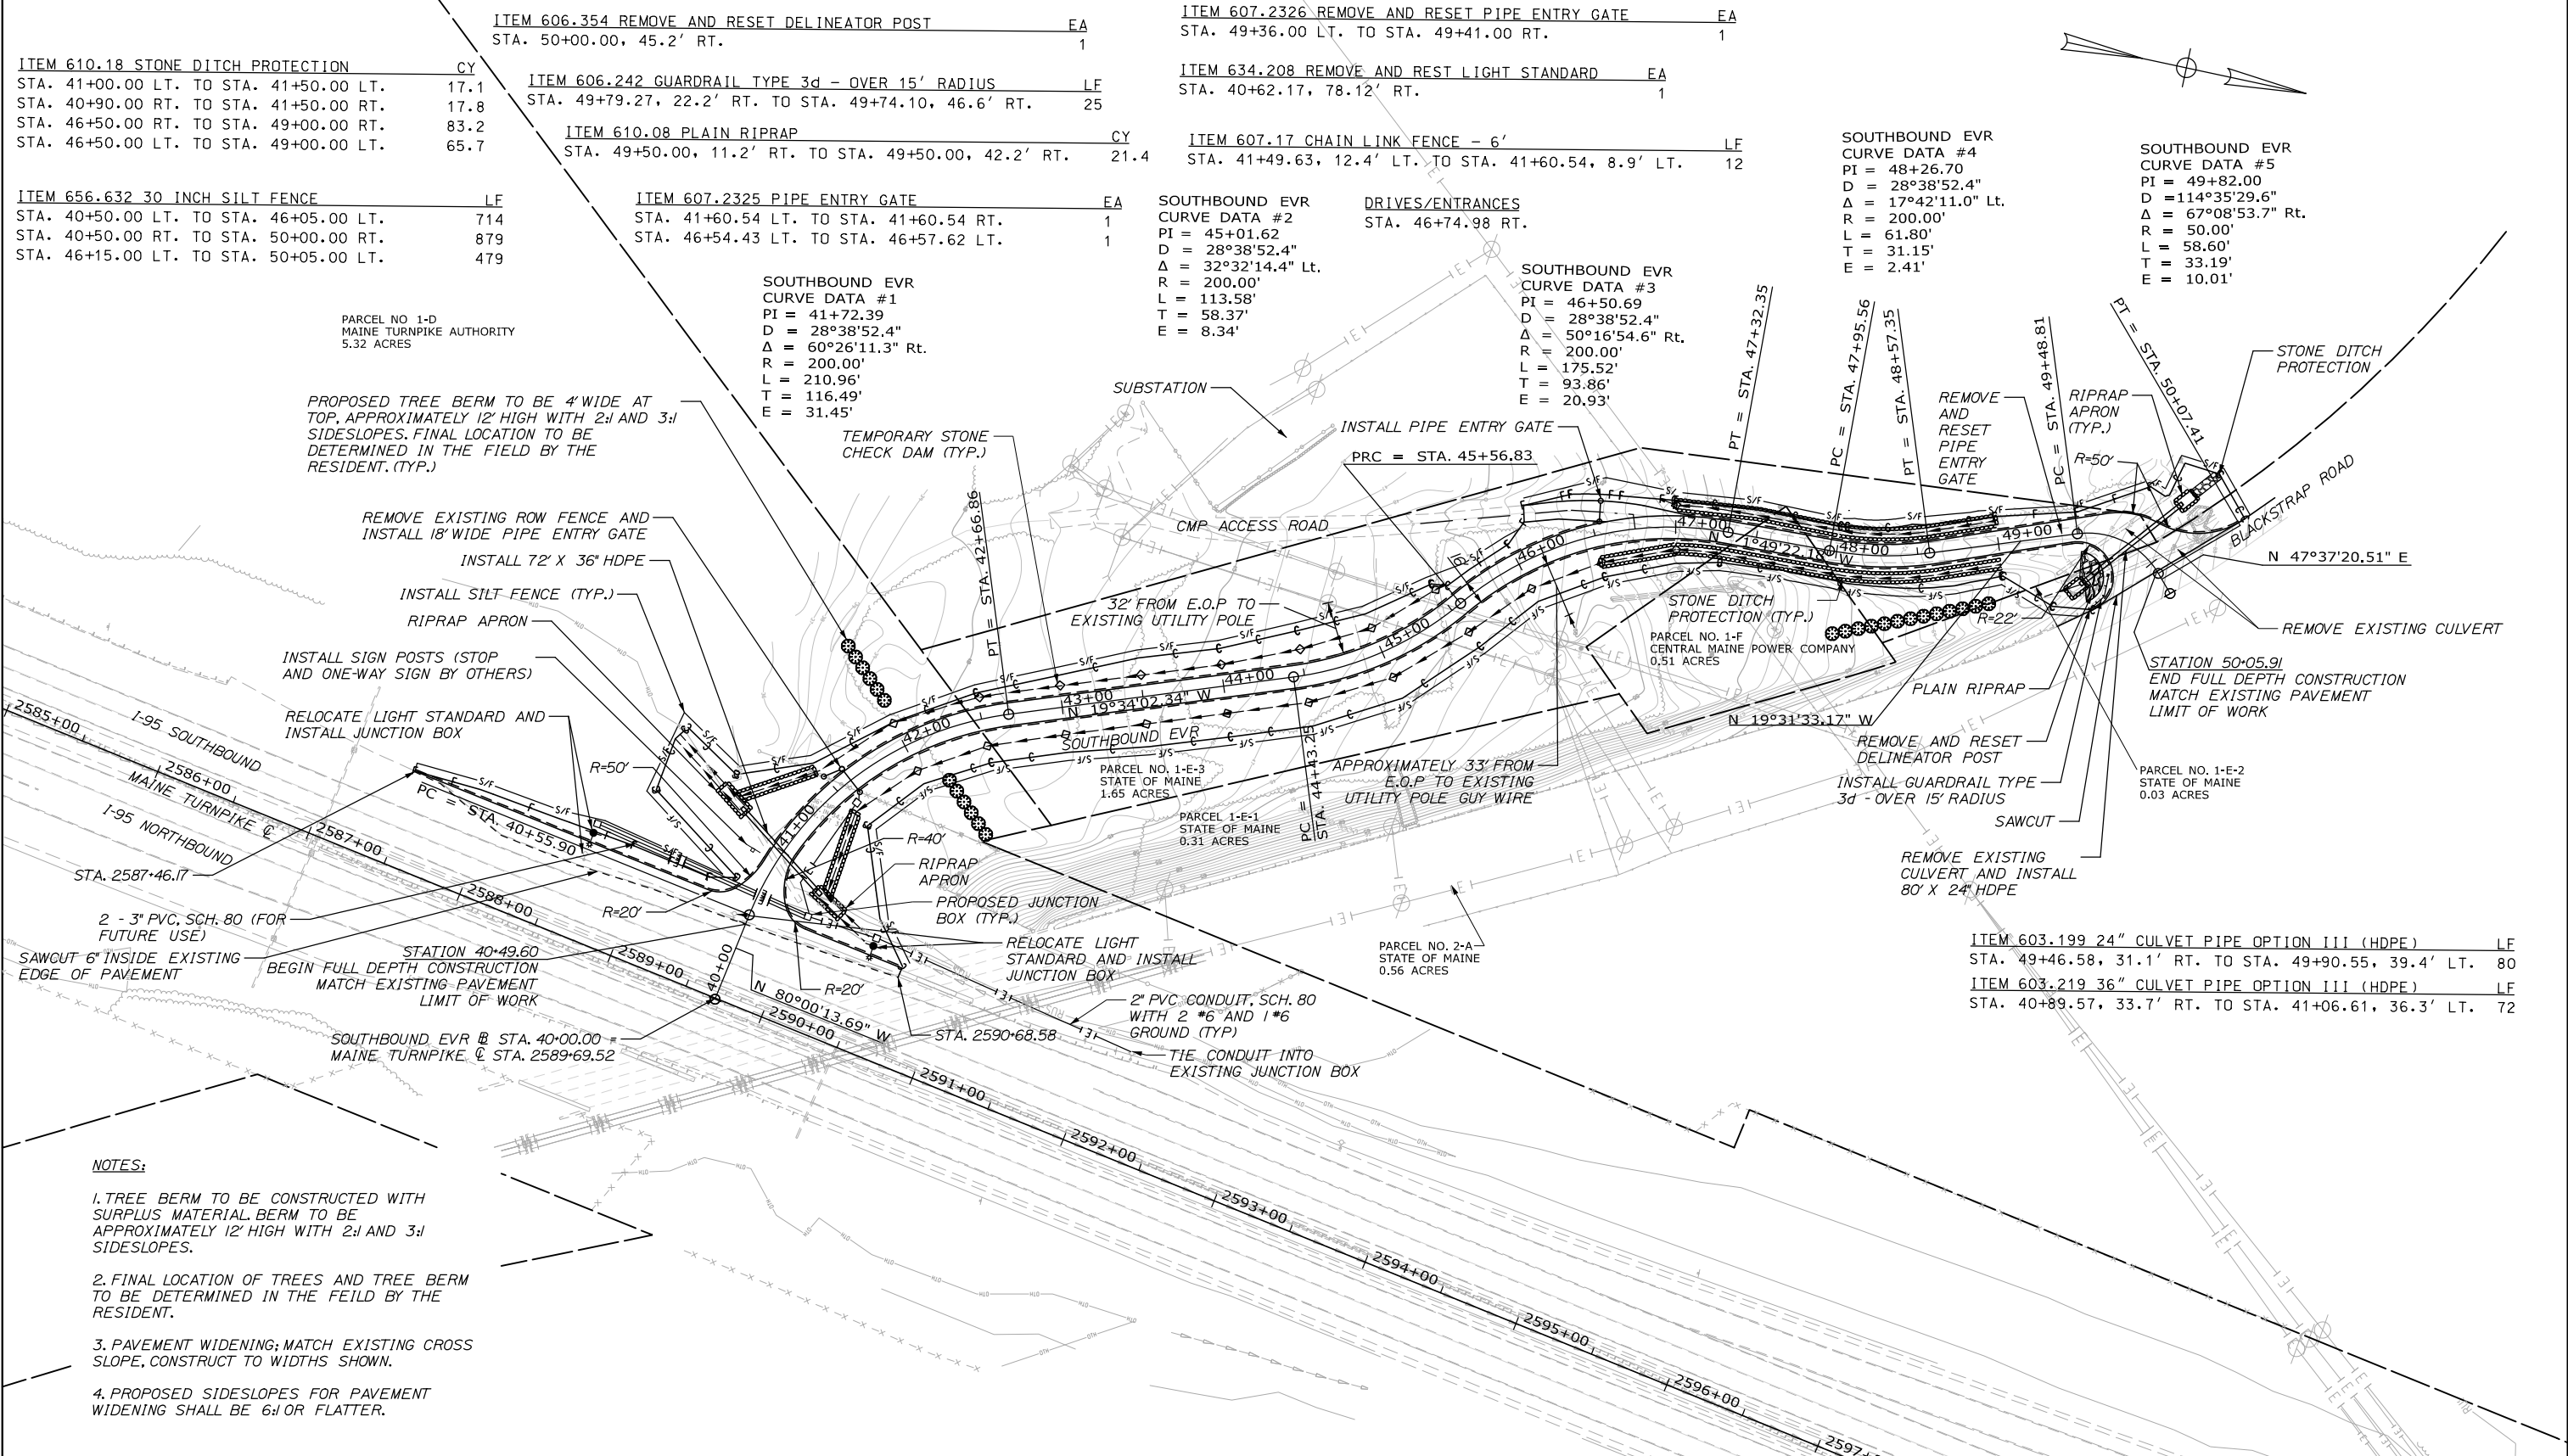 ITEM 606.354 REMOVE AND RESET DELINEATOR POST EA
STA. 50+00.00, 45.2' RT. 1
ITEM 607.2326 REMOVE AND RESET PIPE ENTRY GATE EA
STA. 49+36.00 LT. TO STA. 49+41.00 RT. 1
ITEM 610.18 STONE DITCH PROTECTION CY
STA. 41+00.00 LT. TO STA. 41+50.00 LT. 17.1
STA. 40+90.00 RT. TO STA. 41+50.00 RT. 17.8
STA. 46+50.00 RT. TO STA. 49+00.00 RT. 83.2
STA. 46+50.00 LT. TO STA. 49+00.00 LT. 65.7
ITEM 606.242 GUARDRAIL TYPE 3d - OVER 15' RADIUS LF
STA. 49+79.27, 22.2' RT. TO STA. 49+74.10, 46.6' RT. 25
ITEM 634.208 REMOVE AND REST LIGHT STANDARD EA
STA. 40+62.17, 78.12' RT. 1
ITEM 610.08 PLAIN RIPRAP CY
STA. 49+50.00, 11.2' RT. TO STA. 49+50.00, 42.2' RT. 21.4
ITEM 607.17 CHAIN LINK FENCE - 6' LF
STA. 41+49.63, 12.4' LT. TO STA. 41+60.54, 8.9' LT. 12
ITEM 656.632 30 INCH SILT FENCE LF
STA. 40+50.00 LT. TO STA. 46+05.00 LT. 714
STA. 40+50.00 RT. TO STA. 50+00.00 RT. 879
STA. 46+15.00 LT. TO STA. 50+05.00 LT. 479
ITEM 607.2325 PIPE ENTRY GATE EA
STA. 41+60.54 LT. TO STA. 41+60.54 RT. 1
STA. 46+54.43 LT. TO STA. 46+57.62 LT. 1
DRIVES/ENTRANCES
STA. 46+74.98 RT.
SOUTHBOUND EVR
CURVE DATA #1
PI = 41+72.39
D = 28°38'52.4"
Δ = 60°26'11.3" Rt.
R = 200.00'
L = 210.96'
T = 116.49'
E = 31.45'
SOUTHBOUND EVR
CURVE DATA #2
PI = 45+01.62
D = 28°38'52.4"
Δ = 32°32'14.4" Lt.
R = 200.00'
L = 113.58'
T = 58.37'
E = 8.34'
SOUTHBOUND EVR
CURVE DATA #3
PI = 46+50.69
D = 28°38'52.4"
Δ = 50°16'54.6" Rt.
R = 200.00'
L = 175.52'
T = 93.86'
E = 20.93'
SOUTHBOUND EVR
CURVE DATA #4
PI = 48+26.70
D = 28°38'52.4"
Δ = 17°42'11.0" Lt.
R = 200.00'
L = 61.80'
T = 31.15'
E = 2.41'
SOUTHBOUND EVR
CURVE DATA #5
PI = 49+82.00
D =114°35'29.6"
Δ = 67°08'53.7" Rt.
R = 50.00'
L = 58.60'
T = 33.19'
E = 10.01'
PARCEL NO 1-D
MAINE TURNPIKE AUTHORITY
5.32 ACRES
PROPOSED TREE BERM TO BE 4' WIDE AT
TOP, APPROXIMATELY 12' HIGH WITH 2:1 AND 3:1
SIDESLOPES. FINAL LOCATION TO BE
DETERMINED IN THE FIELD BY THE
RESIDENT. (TYP.)
REMOVE EXISTING ROW FENCE AND
INSTALL 18' WIDE PIPE ENTRY GATE
INSTALL 72' X 36" HDPE
INSTALL SILT FENCE (TYP.)
RIPRAP APRON
INSTALL SIGN POSTS (STOP
AND ONE-WAY SIGN BY OTHERS)
RELOCATE LIGHT STANDARD AND
INSTALL JUNCTION BOX
R=50'
TEMPORARY STONE
CHECK DAM (TYP.)
SUBSTATION
INSTALL PIPE ENTRY GATE
PRC = STA. 45+56.83
CMP ACCESS ROAD
32' FROM E.O.P TO
EXISTING UTILITY POLE
PT = STA. 42+66.86
PC = STA. 44+43.25
PT = STA. 47+32.35
PC = STA. 47+95.56
PT = STA. 48+57.35
PC = STA. 49+48.81
PT = STA. 50+07.41
REMOVE
AND
RESET
PIPE
ENTRY
GATE
RIPRAP
APRON
(TYP.)
R=50'
STONE DITCH
PROTECTION
BLACKSTRAP ROAD
N 47°37'20.51" E
REMOVE EXISTING CULVERT
STATION 50+05.91
END FULL DEPTH CONSTRUCTION
MATCH EXISTING PAVEMENT
LIMIT OF WORK
STONE DITCH
PROTECTION (TYP.)
PARCEL NO. 1-F
CENTRAL MAINE POWER COMPANY
0.51 ACRES
R=22'
PLAIN RIPRAP
N 19°31'33.17" W
REMOVE AND RESET
DELINEATOR POST
INSTALL GUARDRAIL TYPE
3d - OVER 15' RADIUS
SAWCUT
PARCEL NO. 1-E-2
STATE OF MAINE
0.03 ACRES
REMOVE EXISTING
CULVERT AND INSTALL
80' X 24" HDPE
APPROXIMATELY 33' FROM
E.O.P TO EXISTING
UTILITY POLE GUY WIRE
PARCEL NO. 1-E-3
STATE OF MAINE
1.65 ACRES
PARCEL 1-E-1
STATE OF MAINE
0.31 ACRES
PARCEL NO. 2-A
STATE OF MAINE
0.56 ACRES
N 19°34'02.34" W
SOUTHBOUND EVR
40+00
41+00
42+00
43+00
44+00
45+00
46+00
47+00
48+00
49+00
I-95 SOUTHBOUND
MAINE TURNPIKE ℄
I-95 NORTHBOUND
PC = STA. 40+55.90
STA. 2587+46.17
2 - 3" PVC, SCH. 80 (FOR
FUTURE USE)
SAWCUT 6" INSIDE EXISTING
EDGE OF PAVEMENT
R=20'
STATION 40+49.60
BEGIN FULL DEPTH CONSTRUCTION
MATCH EXISTING PAVEMENT
LIMIT OF WORK
SOUTHBOUND EVR B STA. 40+00.00 =
MAINE TURNPIKE ℄ STA. 2589+69.52
N 80°00'13.69" W
R=40'
RIPRAP
APRON
PROPOSED JUNCTION
BOX (TYP.)
RELOCATE LIGHT
STANDARD AND INSTALL
JUNCTION BOX
R=20'
STA. 2590+68.58
2" PVC CONDUIT, SCH. 80
WITH 2 #6 AND 1 #6
GROUND (TYP)
TIE CONDUIT INTO
EXISTING JUNCTION BOX
2585+00
2586+00
2587+00
2588+00
2589+00
2590+00
2591+00
2592+00
2593+00
2594+00
2595+00
2596+00
ITEM 603.199 24" CULVET PIPE OPTION III (HDPE) LF
STA. 49+46.58, 31.1' RT. TO STA. 49+90.55, 39.4' LT. 80
ITEM 603.219 36" CULVET PIPE OPTION III (HDPE) LF
STA. 40+89.57, 33.7' RT. TO STA. 41+06.61, 36.3' LT. 72
NOTES:
1. TREE BERM TO BE CONSTRUCTED WITH
SURPLUS MATERIAL. BERM TO BE
APPROXIMATELY 12' HIGH WITH 2:1 AND 3:1
SIDESLOPES.
2. FINAL LOCATION OF TREES AND TREE BERM
TO BE DETERMINED IN THE FEILD BY THE
RESIDENT.
3. PAVEMENT WIDENING; MATCH EXISTING CROSS
SLOPE, CONSTRUCT TO WIDTHS SHOWN.
4. PROPOSED SIDESLOPES FOR PAVEMENT
WIDENING SHALL BE 6:1 OR FLATTER.